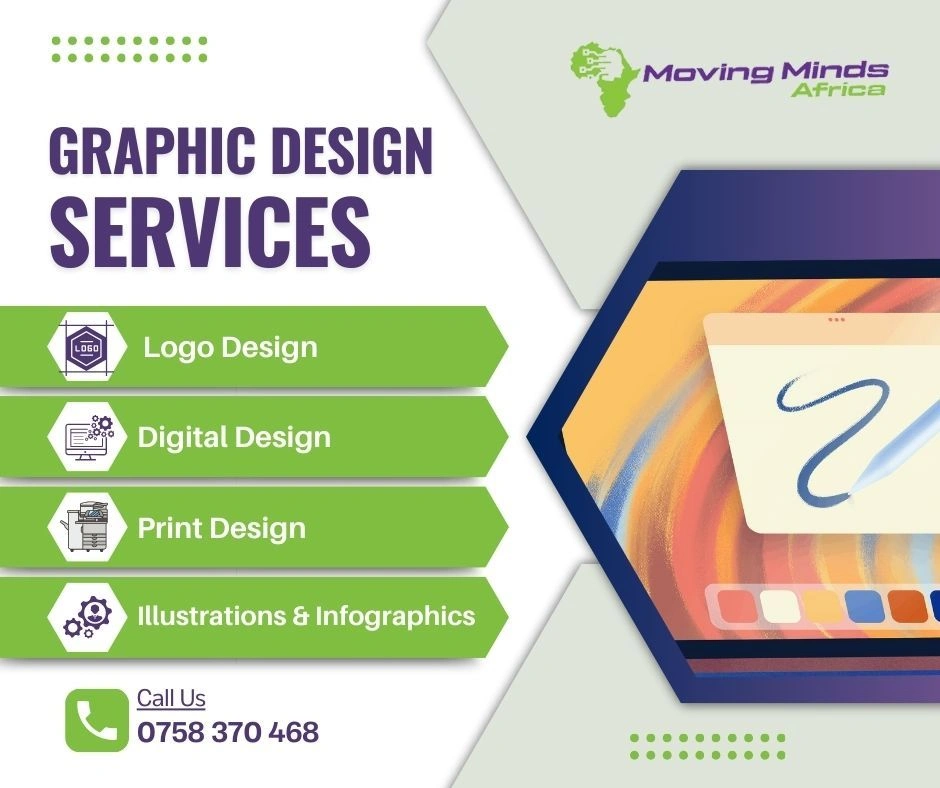 Moving Minds
Africa
GRAPHIC DESIGN
SERVICES
LOGO
Logo Design
Digital Design
Print Design
Illustrations & Infographics
Call Us
0758 370 468